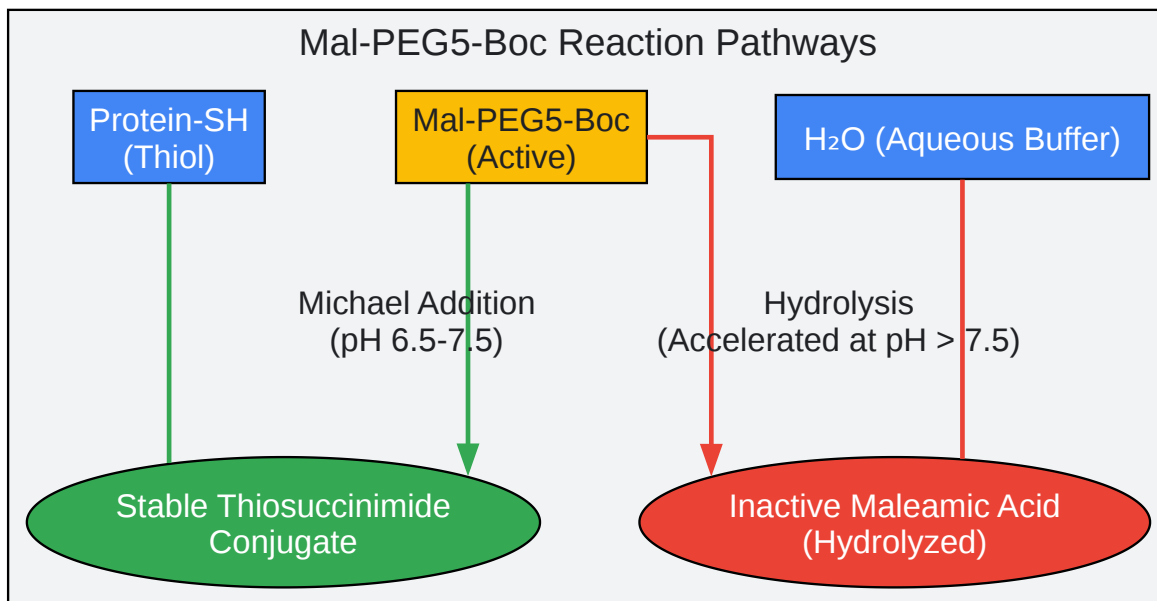 Mal-PEG5-Boc Reaction Pathways
Protein-SH
(Thiol)
Mal-PEG5-Boc
(Active)
H₂O (Aqueous Buffer)
Michael Addition
(pH 6.5-7.5)
Hydrolysis
(Accelerated at pH > 7.5)
Stable Thiosuccinimide
Conjugate
Inactive Maleamic Acid
(Hydrolyzed)